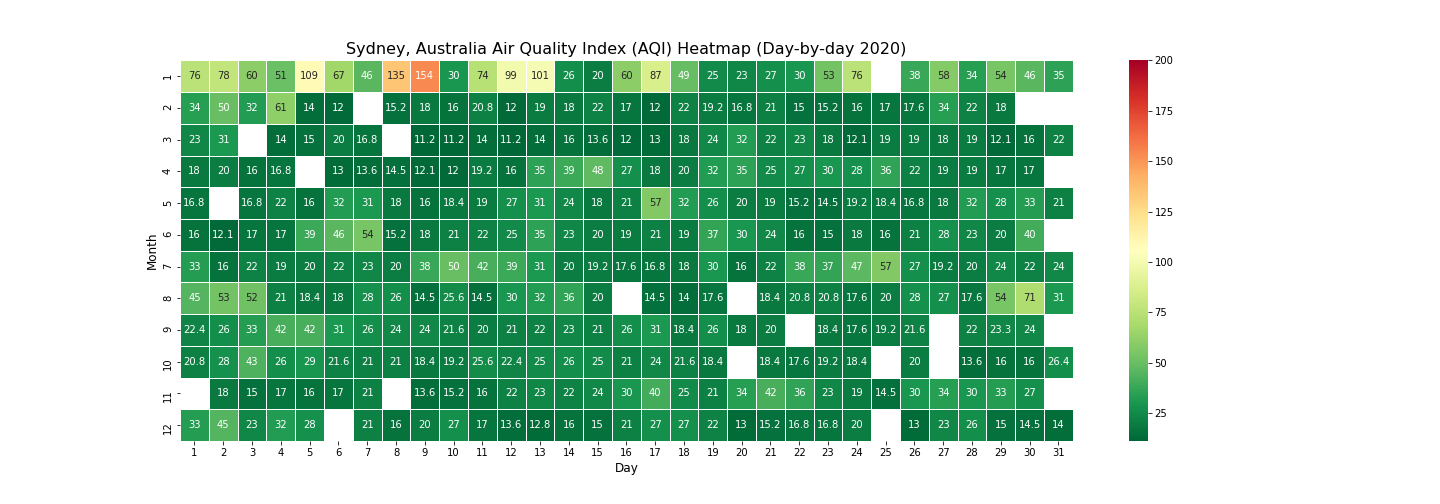 Sydney, Australia Air Quality Index (AQI) Heatmap (Day-by-day 2020)
1 76 78 60 51 109 67 46 135 154 30 74 99 101 26 20 60 87 49 25 23 27 30 53 76 38 58 34 54 46 35
2 34 50 32 61 14 12 15.2 18 16 20.8 12 19 18 22 17 12 22 19.2 16.8 21 15 15.2 16 17 17.6 34 22 18
3 23 31 14 15 20 16.8 11.2 11.2 14 11.2 14 16 13.6 12 13 18 24 32 22 23 18 12.1 19 19 18 19 12.1 16 22
4 18 20 16 16.8 13 13.6 14.5 12.1 12 19.2 16 35 39 48 27 18 20 32 35 25 27 30 28 36 22 19 19 17 17
5 16.8 16.8 22 16 32 31 18 16 18.4 19 27 31 24 18 21 57 32 26 20 19 15.2 14.5 19.2 18.4 16.8 18 32 28 33 21
6 16 12.1 17 17 39 46 54 15.2 18 21 22 25 35 23 20 19 21 19 37 30 24 16 15 18 16 21 28 23 20 40
7 33 16 22 19 20 22 23 20 38 50 42 39 31 20 19.2 17.6 16.8 18 30 16 22 38 37 47 57 27 19.2 20 24 22 24
8 45 53 52 21 18.4 18 28 26 14.5 25.6 14.5 30 32 36 20 14.5 14 17.6 18.4 20.8 20.8 17.6 20 28 27 17.6 54 71 31
9 22.4 26 33 42 42 31 26 24 24 21.6 20 21 22 23 21 26 31 18.4 26 18 20 18.4 17.6 19.2 21.6 22 23.3 24
10 20.8 28 43 26 29 21.6 21 21 18.4 19.2 25.6 22.4 25 26 25 21 24 21.6 18.4 18.4 17.6 19.2 18.4 20 13.6 16 16 26.4
11 18 15 17 16 17 21 13.6 15.2 16 22 23 22 24 30 40 25 21 34 42 36 23 19 14.5 30 34 30 33 27
12 33 45 23 32 28 21 16 20 27 17 13.6 12.8 16 15 21 27 27 22 13 15.2 16.8 16.8 20 13 23 26 15 14.5 14
1 2 3 4 5 6 7 8 9 10 11 12 13 14 15 16 17 18 19 20 21 22 23 24 25 26 27 28 29 30 31
Day
Month
200
175
150
125
100
75
50
25